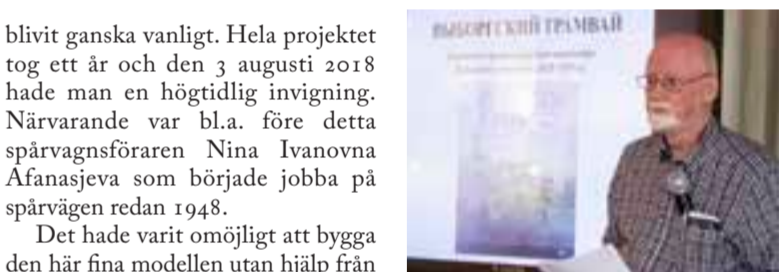 blivit ganska vanligt. Hela projektet
tog ett år och den 3 augusti 2018
hade man en högtidlig invigning.
Närvarande var bl.a. före detta
spårvagnsföraren Nina Ivanovna
Afanasjeva som började jobba på
spårvägen redan 1948.
Det hade varit omöjligt att bygga
den här fina modellen utan hjälp från
ВЫБОРГСКИЙ ТРАМВАЙ